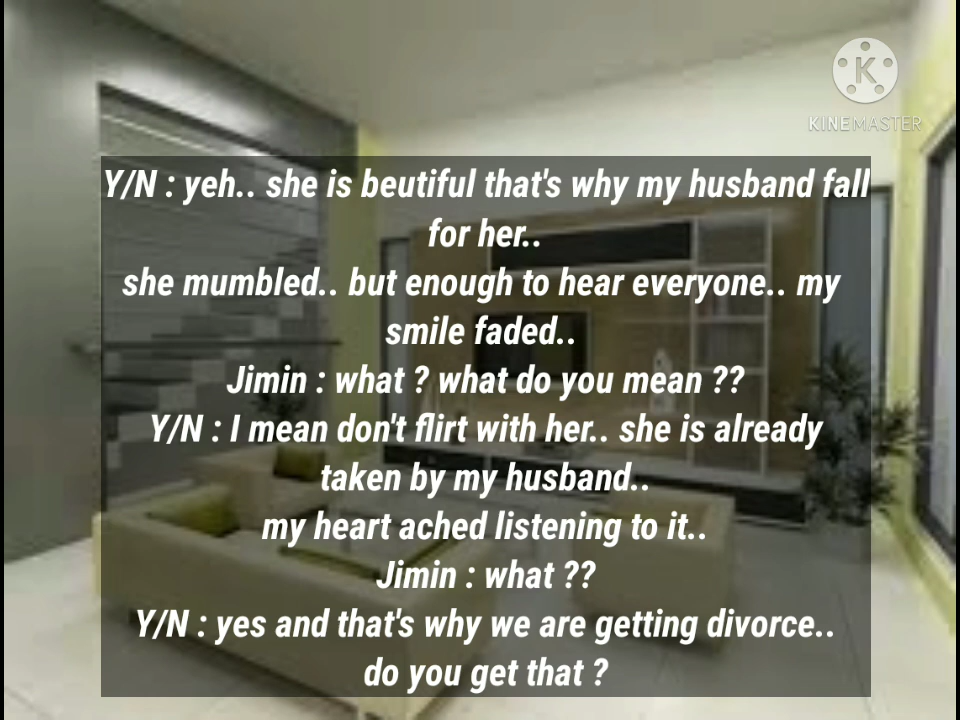 KINEMASTER
Y/N : yeh.. she is beutiful that's why my husband fall
for her..
she mumbled.. but enough to hear everyone.. my
smile faded..
Jimin : what ? what do you mean ??
Y/N : I mean don't flirt with her.. she is already
taken by my husband..
my heart ached listening to it..
Jimin : what ??
Y/N : yes and that's why we are getting divorce..
do you get that ?